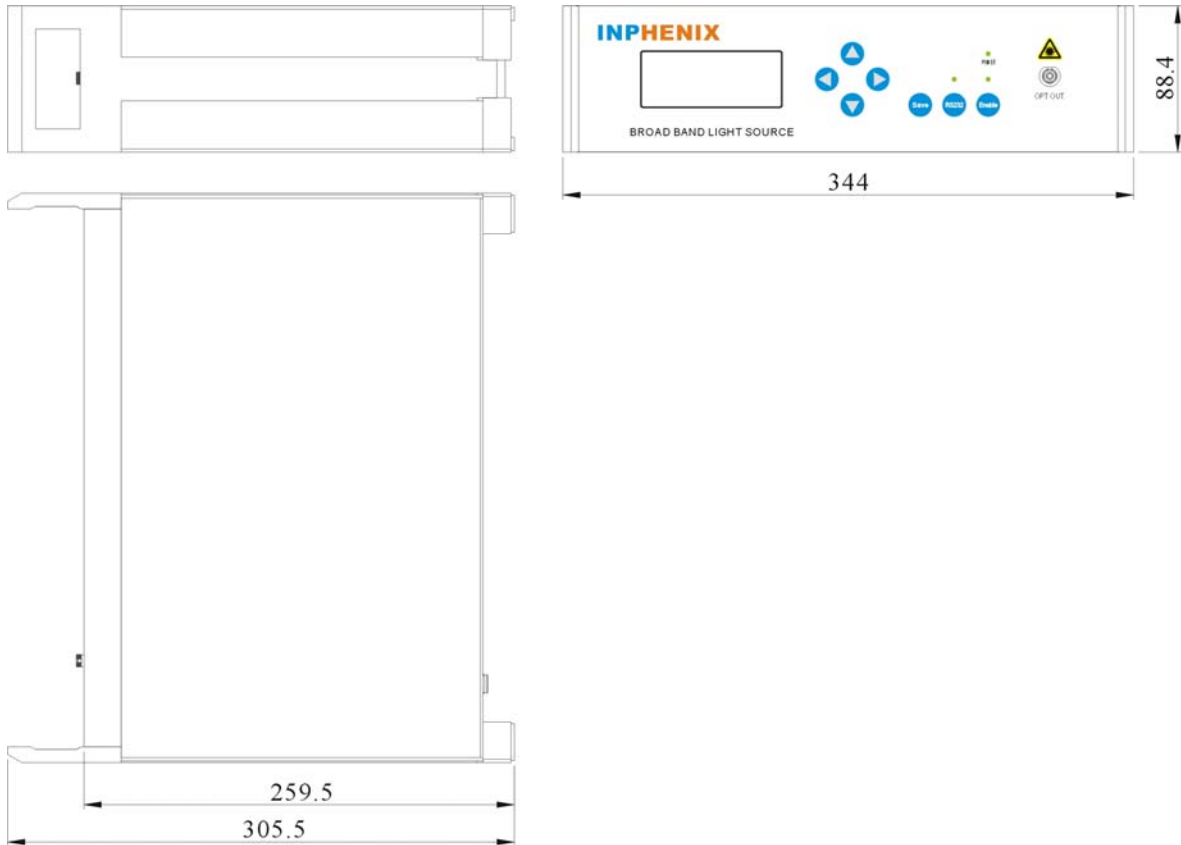 INPHENIX
OPT OUT
Save RS232 Enable
BROAD BAND LIGHT SOURCE
88.4
344
259.5
305.5